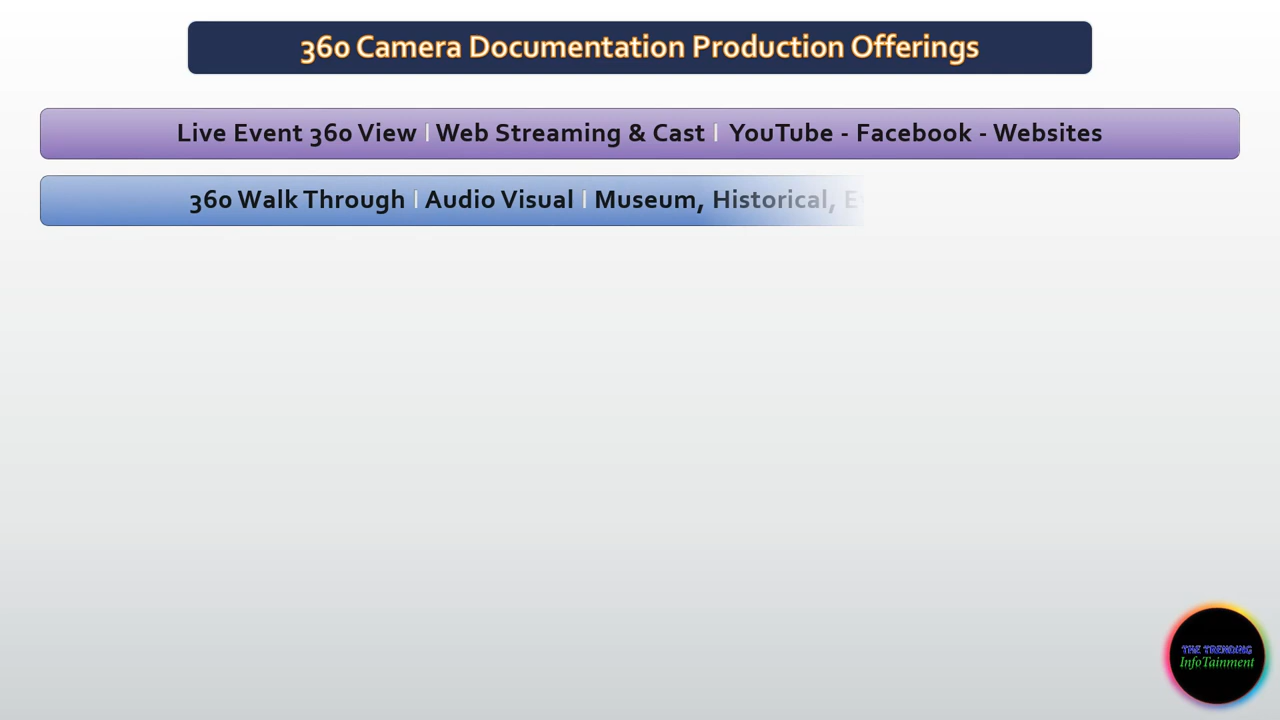 360 Camera Documentation Production Offerings
Live Event 360 View | Web Streaming & Cast | YouTube - Facebook - Websites
360 Walk Through | Audio Visual | Museum, Historical,
THE TRENDING
InfoTainment